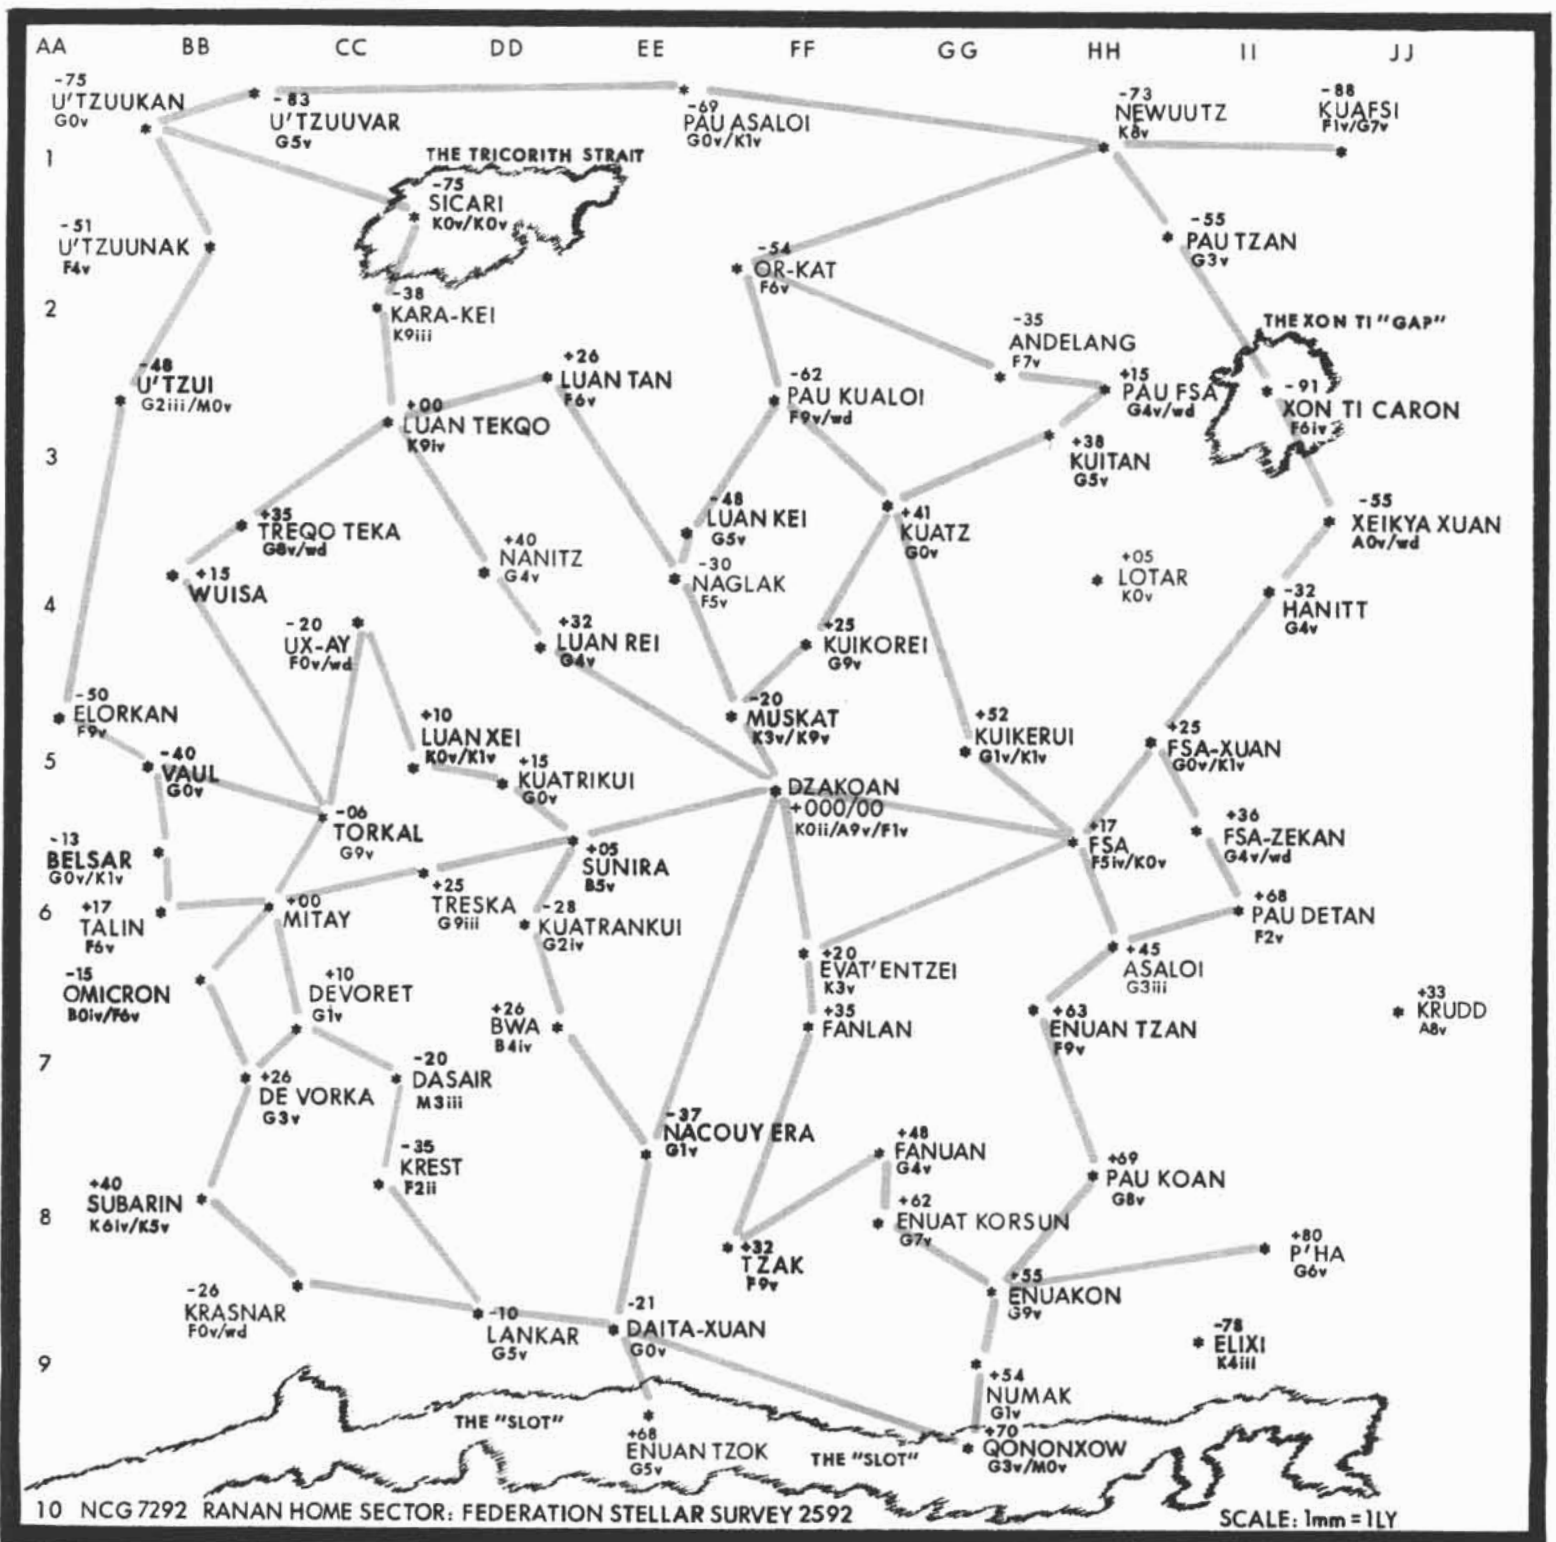 AA BB CC DD EE FF GG HH II JJ
-75
U'TZUUKAN
G0v
-83
U'TZUUVAR
G5v
-69
PAU ASALOI
G0v/K1v
-73
NEWUUTZ
K8v
-88
KUAFSI
F1v/G7v
1
THE TRICORITH STRAIT
-75
SICARI
K0v/K0v
-51
U'TZUUNAK
F4v
-54
OR-KAT
F6v
-55
PAU TZAN
G3v
2
-38
KARA-KEI
K9iii
-35
ANDELANG
F7v
THE XON TI "GAP"
-48
U'TZUI
G2iii/M0v
+26
LUAN TAN
F6v
+00
LUAN TEKQO
K9iv
-62
PAU KUALOI
F9v/wd
+15
PAU FSA
G4v/wd
-91
XON TI CARON
F6iv
3
+38
KUITAN
G5v
+35
TREQO TEKA
G8v/wd
-48
LUAN KEI
G5v
+41
KUATZ
G0v
-55
XEIKYA XUAN
A0v/wd
+15
WUISA
+40
NANITZ
G4v
-30
NAGLAK
F5v
+05
LOTAR
K0v
4
-32
HANITT
G4v
-20
UX-AY
F0v/wd
+32
LUAN REI
G4v
+25
KUIKOREI
G9v
-50
ELORKAN
F9v
+10
LUAN XEI
K0v/K1v
-20
MUSKAT
K3v/K9v
+52
KUIKERUI
G1v/K1v
+25
FSA-XUAN
G0v/K1v
5
-40
VAUL
G0v
+15
KUATRIKUI
G0v
DZAKOAN
+000/00
K0ii/A9v/F1v
-06
TORKAL
G9v
-13
BELSAR
G0v/K1v
+05
SUNIRA
B5v
+17
FSA
F5iv/K0v
+36
FSA-ZEKAN
G4v/wd
6
+17
TALIN
F6v
+00
MITAY
+25
TRESKA
G9iii
-28
KUATRANKUI
G2iv
+68
PAU DETAN
F2v
-15
OMICRON
B0iv/F6v
+10
DEVORET
G1v
+20
EVAT'ENTZEI
K3v
+45
ASALOI
G3iii
+26
BWA
B4iv
+35
FANLAN
+63
ENUAN TZAN
F9v
+33
KRUDD
A8v
7
+26
DE VORKA
G3v
-20
DASAIR
M3iii
-37
NACOUY ERA
G1v
+48
FANUAN
G4v
-35
KREST
F2ii
+69
PAU KOAN
G8v
+40
SUBARIN
K6iv/K5v
8
+62
ENUAT KORSUN
G7v
+32
TZAK
F9v
+80
P'HA
G6v
-26
KRASNAR
F0v/wd
-10
LANKAR
G5v
-21
DAITA-XUAN
G0v
+55
ENUAKON
G9v
-78
ELIXI
K4iii
9
+54
NUMAK
G1v
THE "SLOT"
+68
ENUAN TZOK
G5v
THE "SLOT"
+70
QONONXOW
G3v/M0v
10 NCG 7292 RANAN HOME SECTOR: FEDERATION STELLAR SURVEY 2592
SCALE: 1mm = 1LY